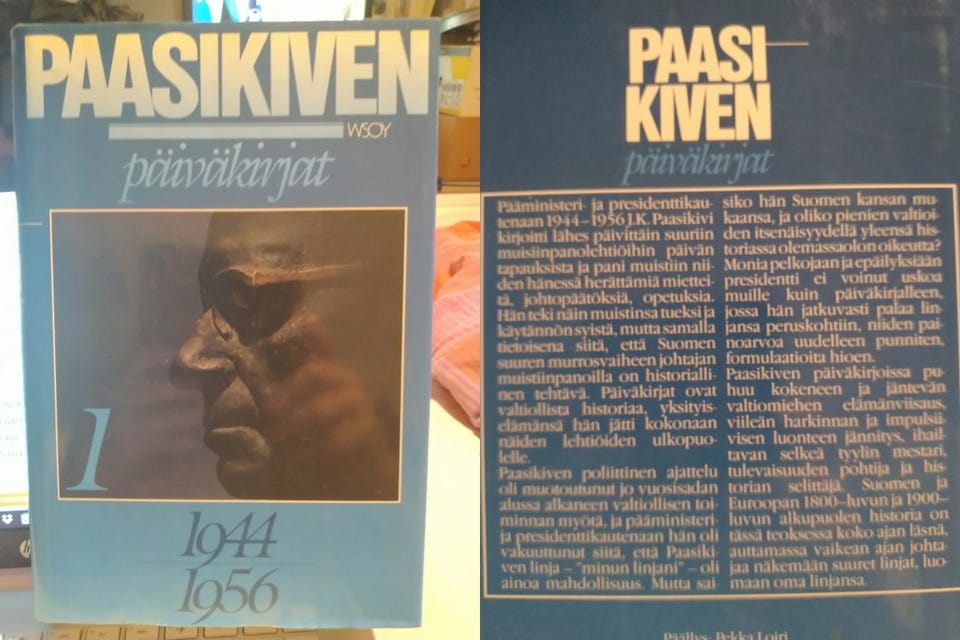 PAASIKIVEN
WSOY
päiväkirjat
1
1944
1956
PAASI
KIVEN
päiväkirjat
Pääministeri- ja presidenttikau-
tenaan 1944–1956 J.K. Paasikivi
kirjoitti lähes päivittäin suuriin
muistiinpanolehtiöihin päivän
tapauksista ja pani muistiin nii-
den hänessä herättämiä miettei-
tä, johtopäätöksiä, opetuksia.
Hän teki näin muistinsa tueksi ja
käytännön syistä, mutta samalla
tietoisena siitä, että Suomen
suuren murrosvaiheen johtajan
muistiinpanoilla on historialli-
nen tehtävä. Päiväkirjat ovat
valtiollista historiaa, yksityis-
elämänsä hän jätti kokonaan
näiden lehtiöiden ulkopuo-
lelle.
Paasikiven poliittinen ajattelu
oli muotoutunut jo vuosisadan
alussa alkaneen valtiollisen toi-
minnan myötä, ja pääministeri-
ja presidenttikautenaan hän oli
vakuuttunut siitä, että Paasiki-
ven linja – "minun linjani" – oli
ainoa mahdollisuus. Mutta sai-
siko hän Suomen kansan mu-
kaansa, ja oliko pienien valtioi-
den itsenäisyydellä yleensä his-
toriassa olemassaolon oikeutta?
Monia pelkojaan ja epäilyksiään
presidentti ei voinut uskoa
muille kuin päiväkirjalleen,
jossa hän jatkuvasti palaa lin-
jansa peruskohtiin, niiden pai-
noarvoa uudelleen punniten,
formulaatioita hioen.
Paasikiven päiväkirjoissa pu-
huu kokeneen ja jäntevän
valtiomiehen elämänviisaus,
viileän harkinnan ja impulsii-
visen luonteen jännitys, ihail-
tavan selkeä tyylin mestari,
tulevaisuuden pohtija ja his-
torian selittäjä. Suomen ja
Euroopan 1800–luvun ja 1900–
luvun alkupuolen historia on
tässä teoksessa koko ajan läsnä,
auttamassa vaikean ajan johta-
jaa näkemään suuret linjat, luo-
maan oma linjansa.
Päällys: Pekka Loiri